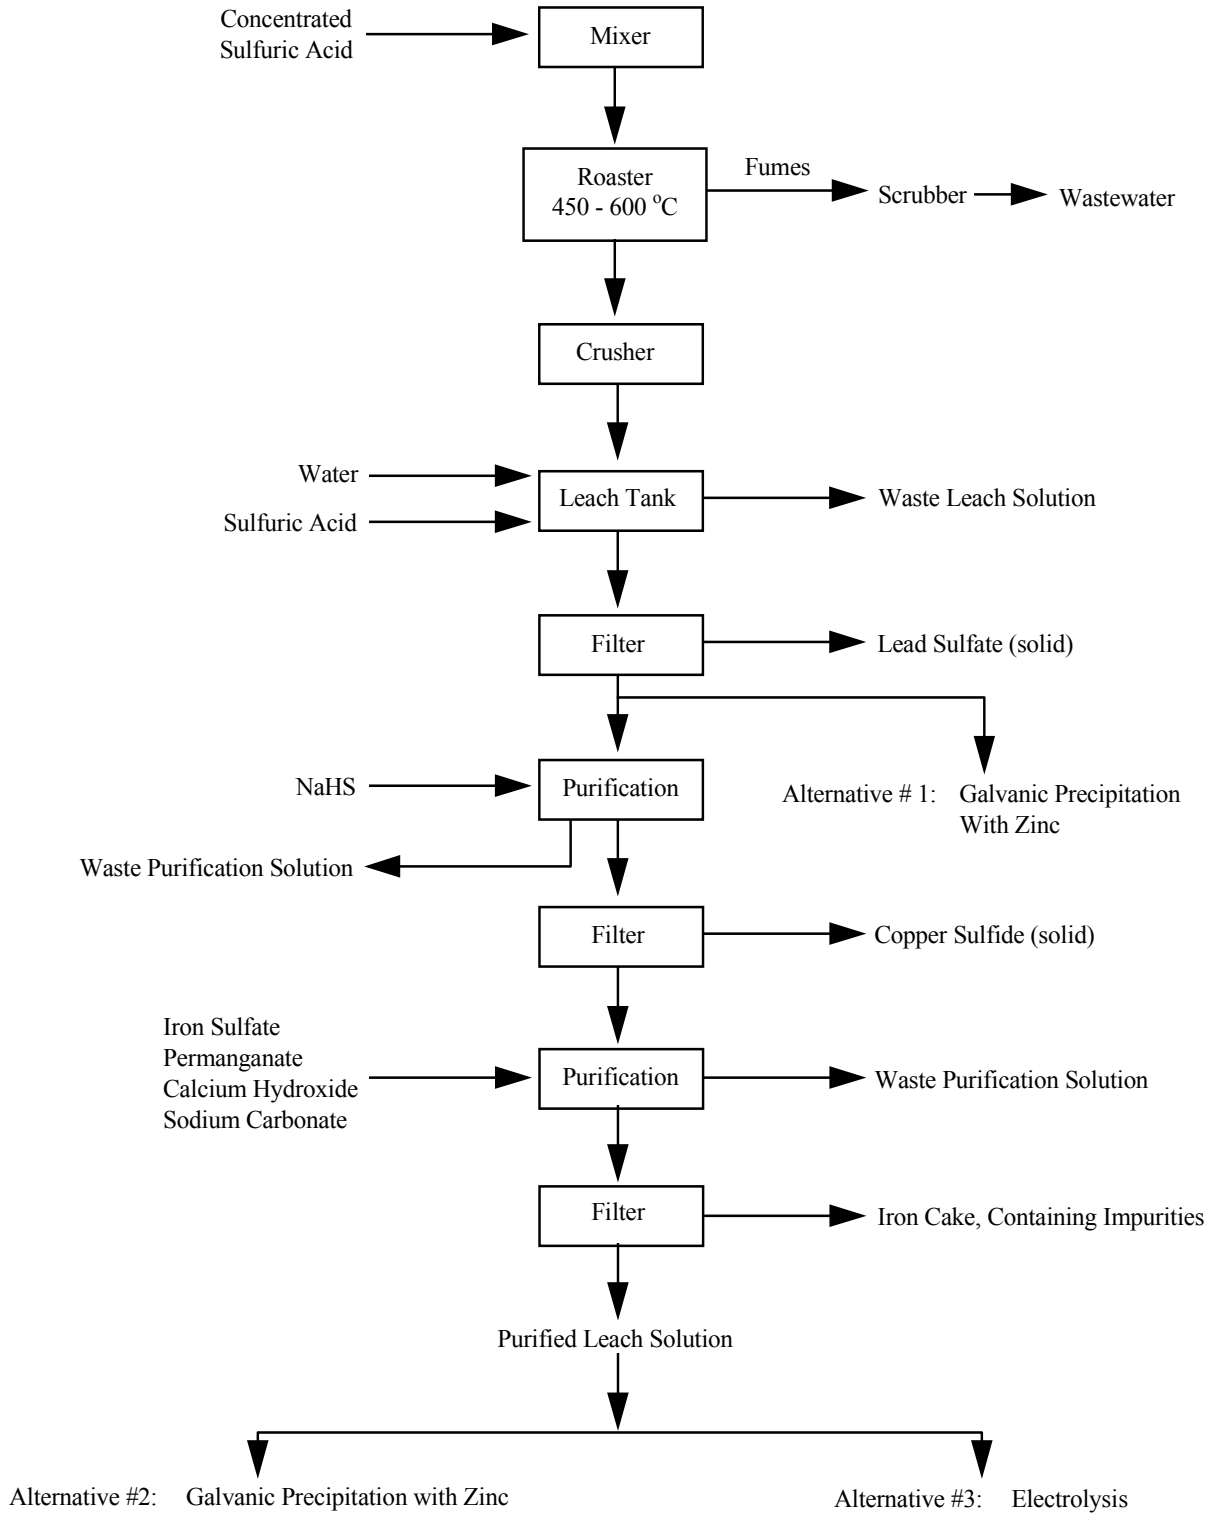 Concentrated
Sulfuric Acid
Mixer
Roaster
450 - 600 °C
Fumes
Scrubber
Wastewater
Crusher
Water
Sulfuric Acid
Leach Tank
Waste Leach Solution
Filter
Lead Sulfate (solid)
NaHS
Purification
Alternative # 1: Galvanic Precipitation
With Zinc
Waste Purification Solution
Filter
Copper Sulfide (solid)
Iron Sulfate
Permanganate
Calcium Hydroxide
Sodium Carbonate
Purification
Waste Purification Solution
Filter
Iron Cake, Containing Impurities
Purified Leach Solution
Alternative #2: Galvanic Precipitation with Zinc
Alternative #3: Electrolysis